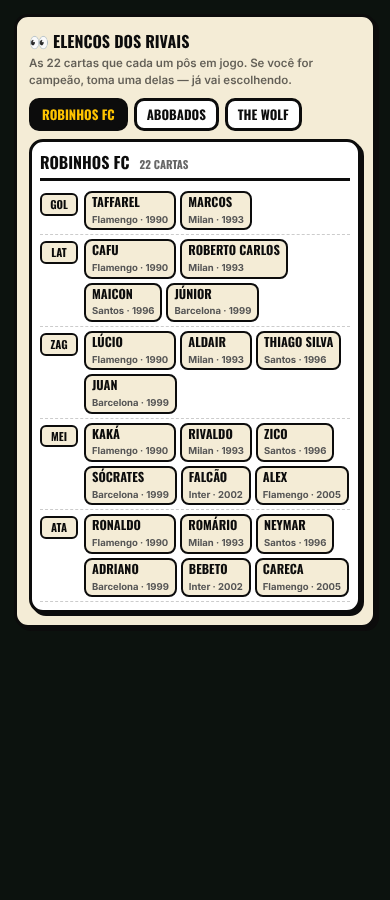 👀 ELENCOS DOS RIVAIS
As 22 cartas que cada um pôs em jogo. Se você for
campeão, toma uma delas — já vai escolhendo.
ROBINHOS FC ABOBADOS THE WOLF
ROBINHOS FC 22 CARTAS
GOL TAFFAREL MARCOS
Flamengo · 1990 Milan · 1993
LAT CAFU ROBERTO CARLOS
Flamengo · 1990 Milan · 1993
MAICON JÚNIOR
Santos · 1996 Barcelona · 1999
ZAG LÚCIO ALDAIR THIAGO SILVA
Flamengo · 1990 Milan · 1993 Santos · 1996
JUAN
Barcelona · 1999
MEI KAKÁ RIVALDO ZICO
Flamengo · 1990 Milan · 1993 Santos · 1996
SÓCRATES FALCÃO ALEX
Barcelona · 1999 Inter · 2002 Flamengo · 2005
ATA RONALDO ROMÁRIO NEYMAR
Flamengo · 1990 Milan · 1993 Santos · 1996
ADRIANO BEBETO CARECA
Barcelona · 1999 Inter · 2002 Flamengo · 2005